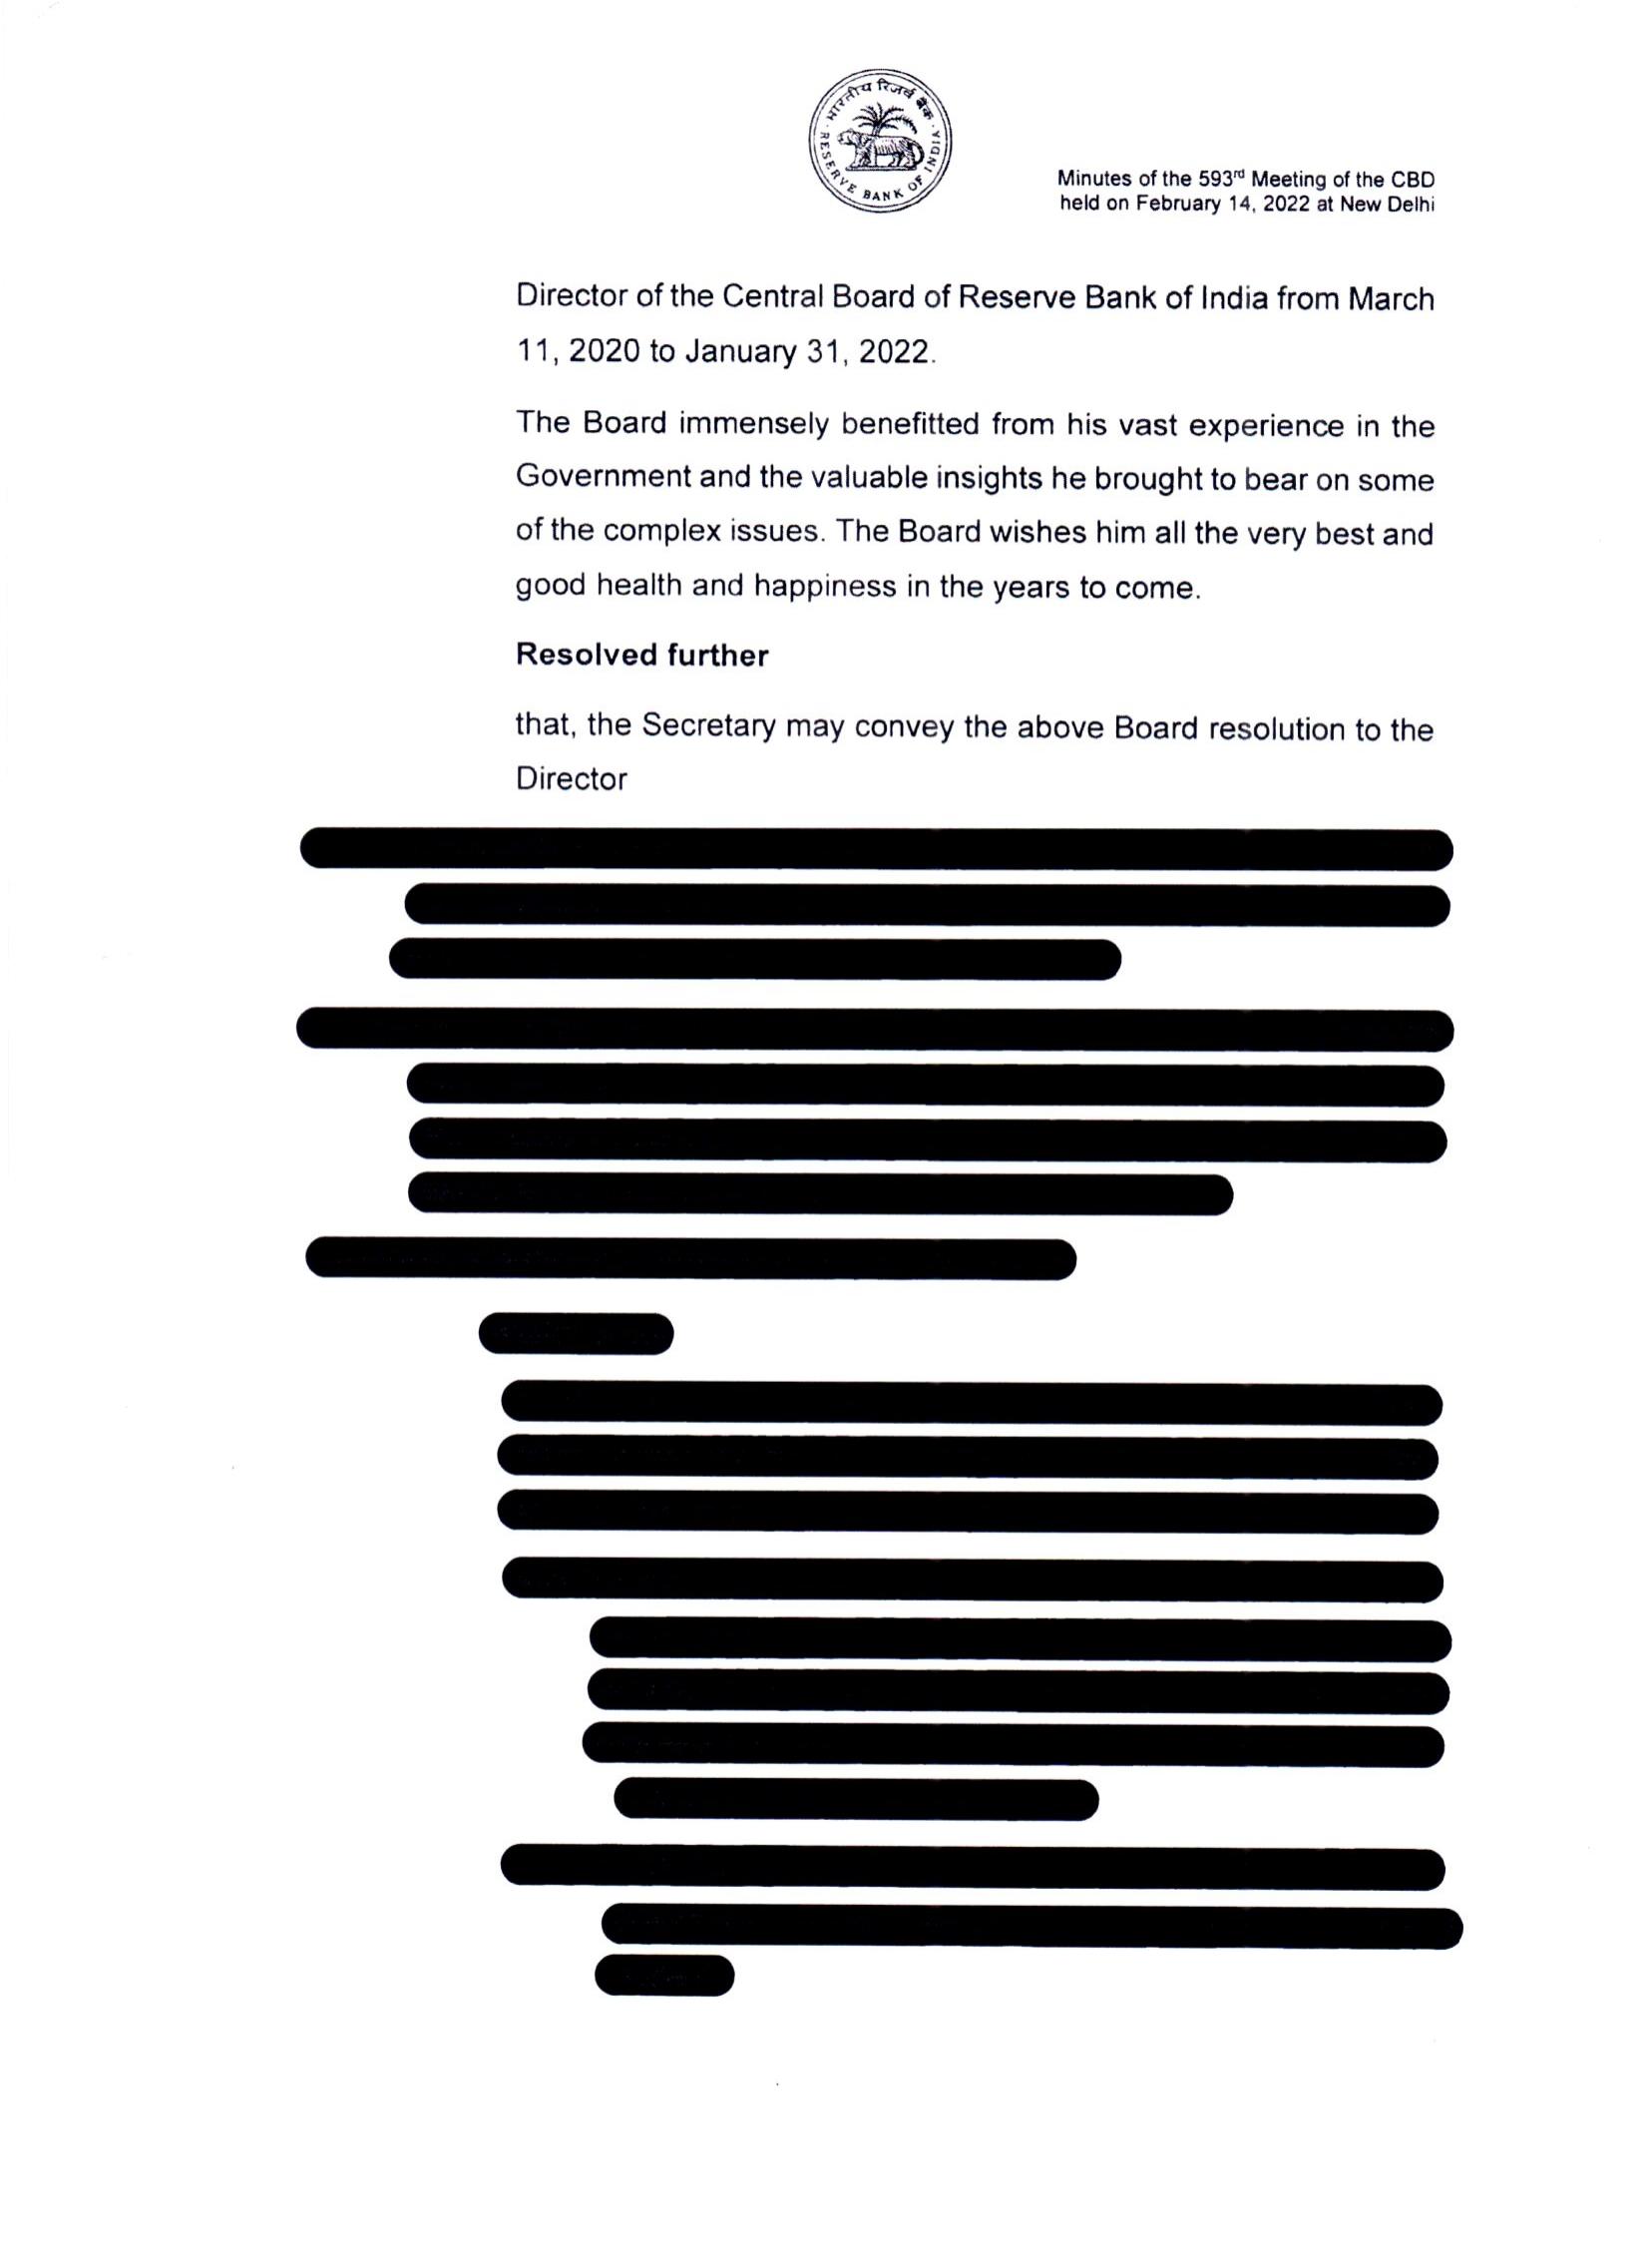 भारतीय रिज़र्व बैंक
RESERVE BANK OF INDIA
Minutes of the 593rd Meeting of the CBD
held on February 14, 2022 at New Delhi
Director of the Central Board of Reserve Bank of India from March
11, 2020 to January 31, 2022.
The Board immensely benefitted from his vast experience in the
Government and the valuable insights he brought to bear on some
of the complex issues. The Board wishes him all the very best and
good health and happiness in the years to come.
Resolved further
that, the Secretary may convey the above Board resolution to the
Director